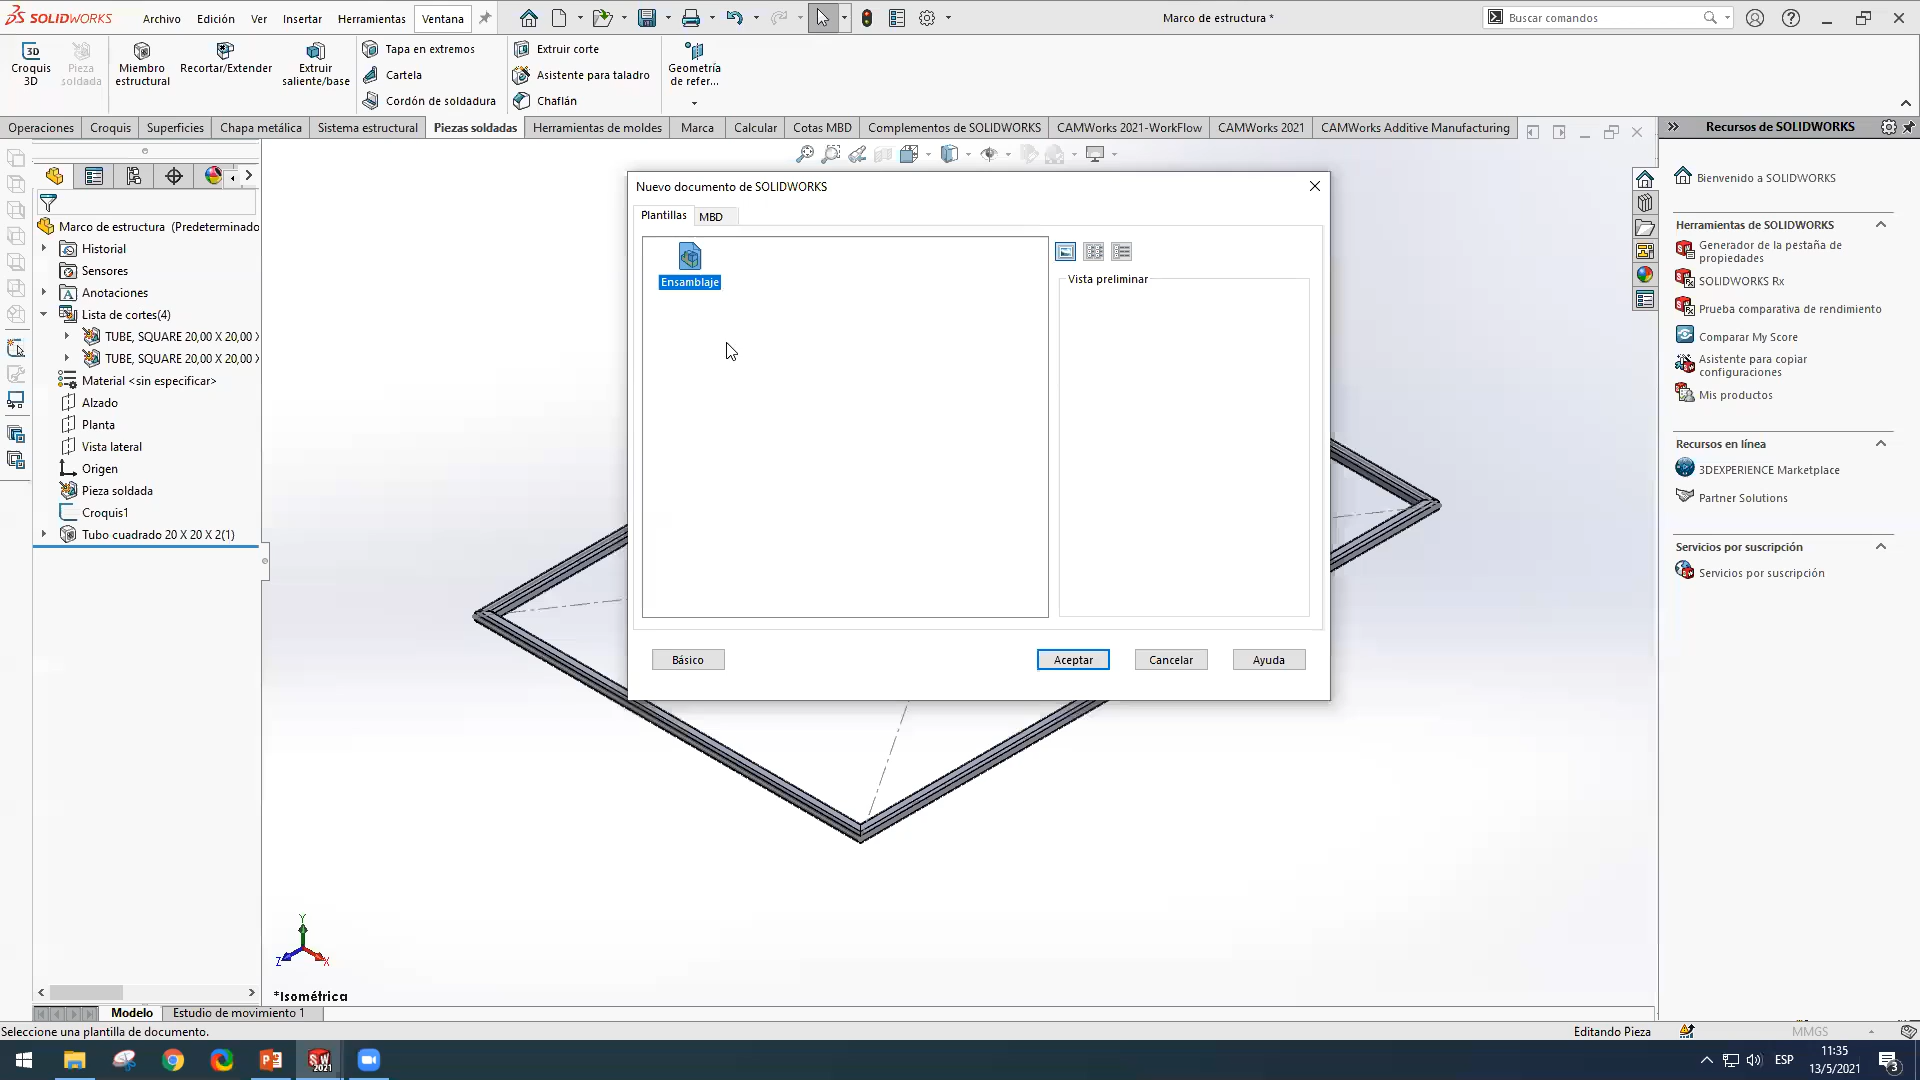 SOLIDWORKS
Archivo
Edición
Ver
Insertar
Herramientas
Ventana
Marco de estructura *
Buscar comandos
Croquis 3D
Pieza soldada
Miembro estructural
Recortar/Extender
Extruir saliente/base
Tapa en extremos
Cartela
Cordón de soldadura
Extruir corte
Asistente para taladro
Chaflán
Geometría de refer...
Operaciones
Croquis
Superficies
Chapa metálica
Sistema estructural
Piezas soldadas
Herramientas de moldes
Marca
Calcular
Cotas MBD
Complementos de SOLIDWORKS
CAMWorks 2021-WorkFlow
CAMWorks 2021
CAMWorks Additive Manufacturing
Marco de estructura (Predeterminado
Historial
Sensores
Anotaciones
Lista de cortes(4)
TUBE, SQUARE 20,00 X 20,00 X
TUBE, SQUARE 20,00 X 20,00 X
Material <sin especificar>
Alzado
Planta
Vista lateral
Origen
Pieza soldada
Croquis1
Tubo cuadrado 20 X 20 X 2(1)
Nuevo documento de SOLIDWORKS
Plantillas
MBD
Ensamblaje
Vista preliminar
Básico
Aceptar
Cancelar
Ayuda
Recursos de SOLIDWORKS
Bienvenido a SOLIDWORKS
Herramientas de SOLIDWORKS
Generador de la pestaña de
propiedades
SOLIDWORKS Rx
Prueba comparativa de rendimiento
Comparar My Score
Asistente para copiar
configuraciones
Mis productos
Recursos en línea
3DEXPERIENCE Marketplace
Partner Solutions
Servicios por suscripción
Servicios por suscripción
Y
Z
X
*Isométrica
Modelo
Estudio de movimiento 1
Seleccione una plantilla de documento.
Editando Pieza
MMGS
ESP
11:35
13/5/2021
3